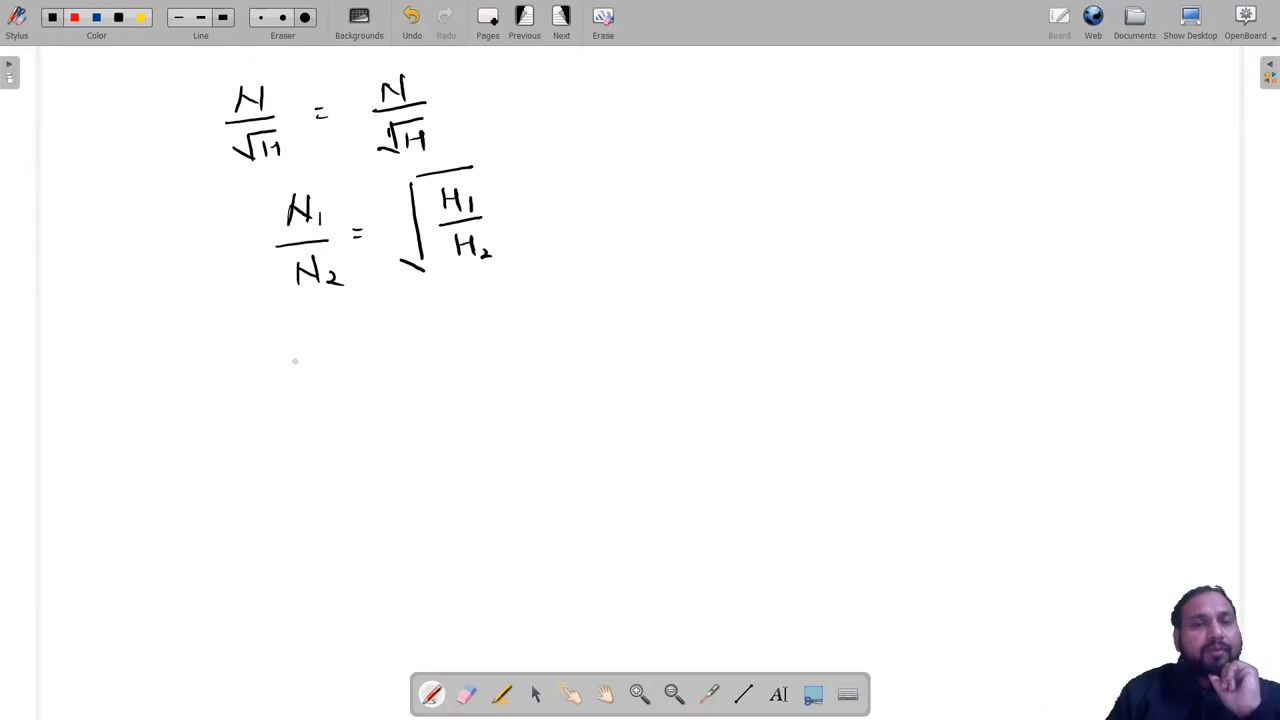 Stylus Color Line Eraser Backgrounds Undo Redo Pages Previous Next Erase Board Web Documents Show Desktop OpenBoard
N/√H = N/√H
N₁/N₂ = √(H₁/H₂)